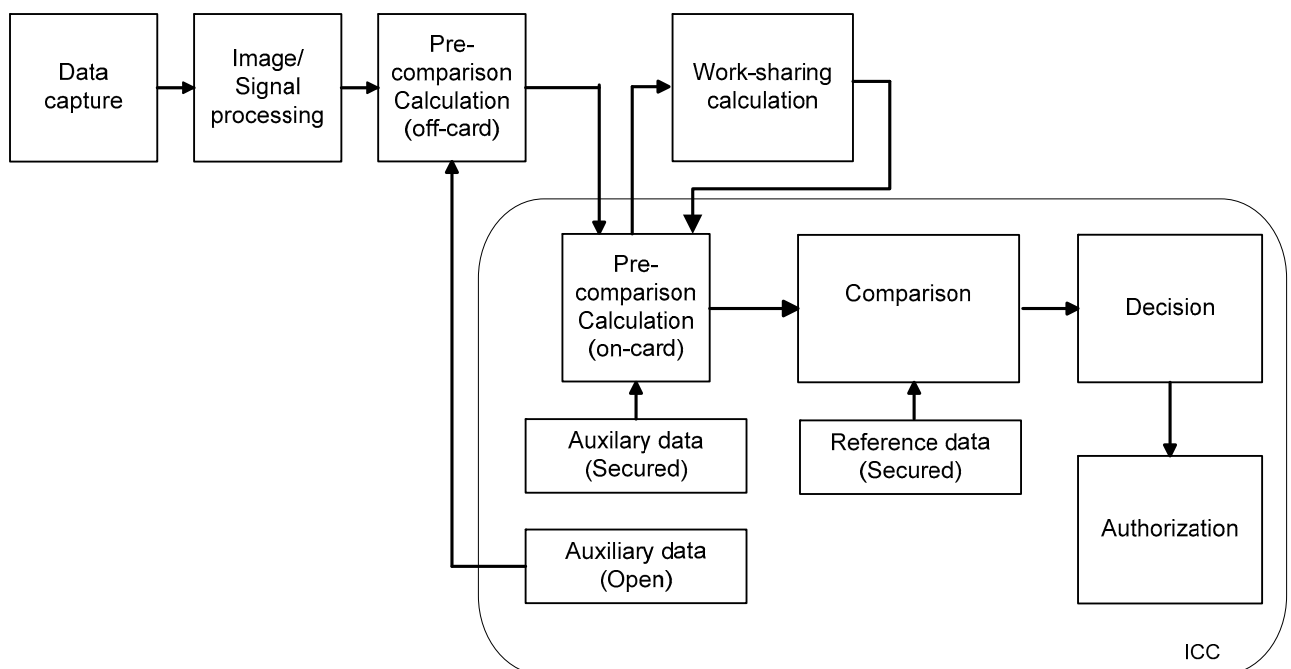 Data
capture
Image/
Signal
processing
Pre-
comparison
Calculation
(off-card)
Work-sharing
calculation
Pre-
comparison
Calculation
(on-card)
Comparison
Decision
Auxilary data
(Secured)
Reference data
(Secured)
Auxiliary data
(Open)
Authorization
ICC